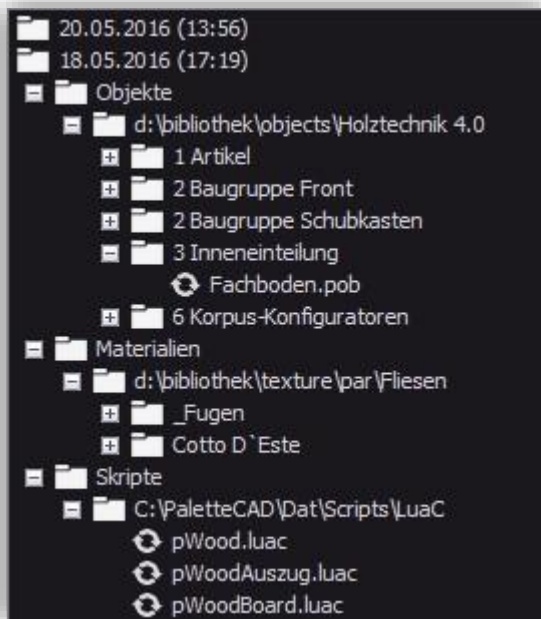 20.05.2016 (13:56)
18.05.2016 (17:19)
Objekte
d:\bibliothek\objects\Holztechnik 4.0
1 Artikel
2 Baugruppe Front
2 Baugruppe Schubkasten
3 Inneneinteilung
Fachboden.pob
6 Korpus-Konfiguratoren
Materialien
d:\bibliothek\texture\par\Fliesen
_Fugen
Cotto D`Este
Skripte
C:\PaletteCAD\Dat\Scripts\LuaC
pWood.luac
pWoodAuszug.luac
pWoodBoard.luac